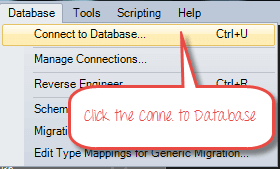 Database Tools Scripting Help
Connect to Database... Ctrl+U
Manage Connections...
Reverse Engineer Ctrl+R
Click the Conne. to Database
Schem
Migration
Edit Type Mappings for Generic Migration...